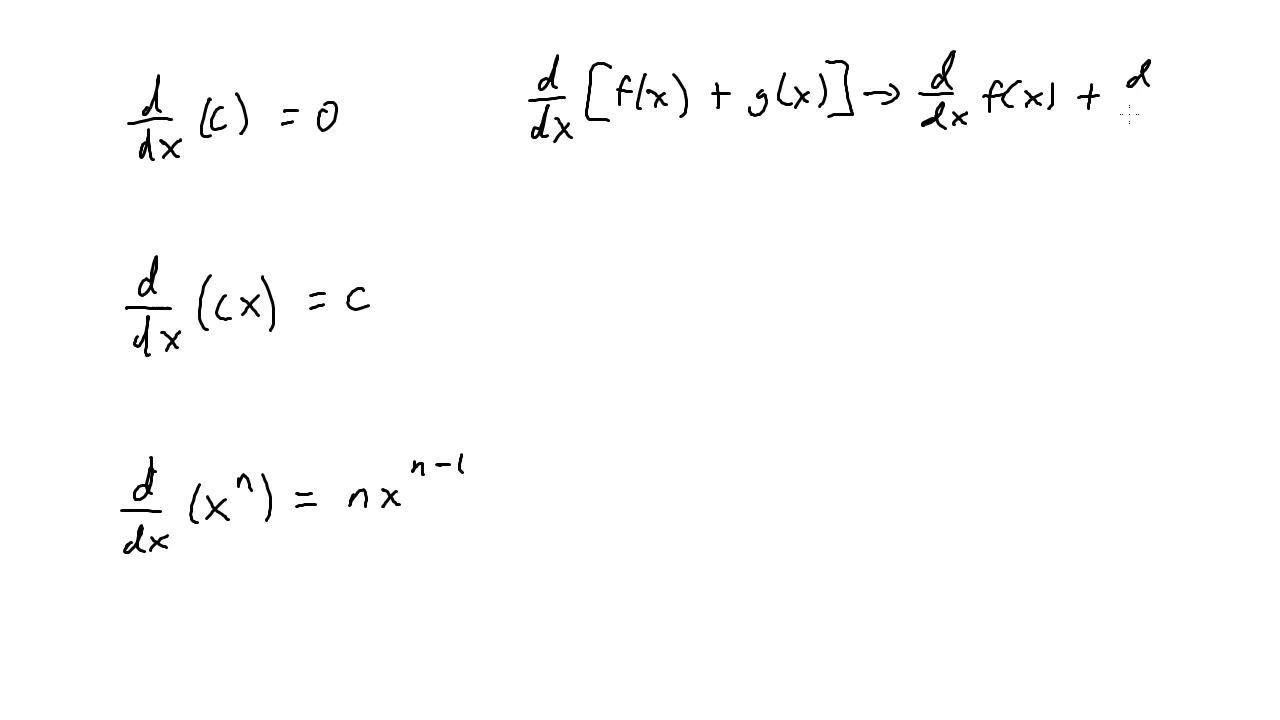 d/dx (c) = 0
d/dx [f(x) + g(x)] → d/dx f(x) + d
d/dx (cx) = c
d/dx (x^n) = nx^(n-1)